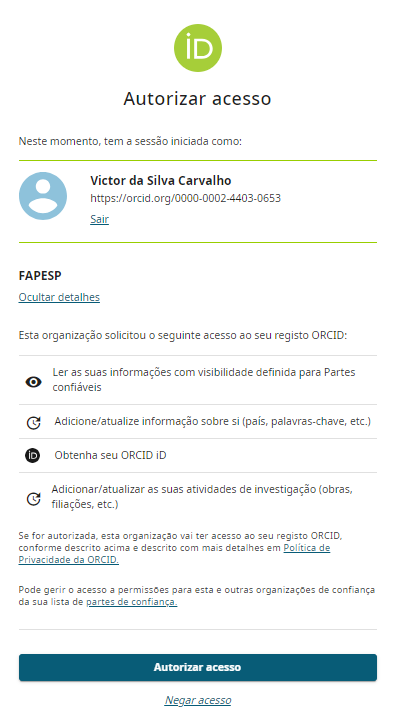 iD
Autorizar acesso
Neste momento, tem a sessão iniciada como:
Victor da Silva Carvalho
https://orcid.org/0000-0002-4403-0653
Sair
FAPESP
Ocultar detalhes
Esta organização solicitou o seguinte acesso ao seu registo ORCID:
Ler as suas informações com visibilidade definida para Partes
confiáveis
Adicione/atualize informação sobre si (país, palavras-chave, etc.)
iD
Obtenha seu ORCID iD
Adicionar/atualizar as suas atividades de investigação (obras,
filiações, etc.)
Se for autorizada, esta organização vai ter acesso ao seu registo ORCID,
conforme descrito acima e descrito com mais detalhes em Política de
Privacidade da ORCID.
Pode gerir o acesso a permissões para esta e outras organizações de confiança
da sua lista de partes de confiança.
Autorizar acesso
Negar acesso